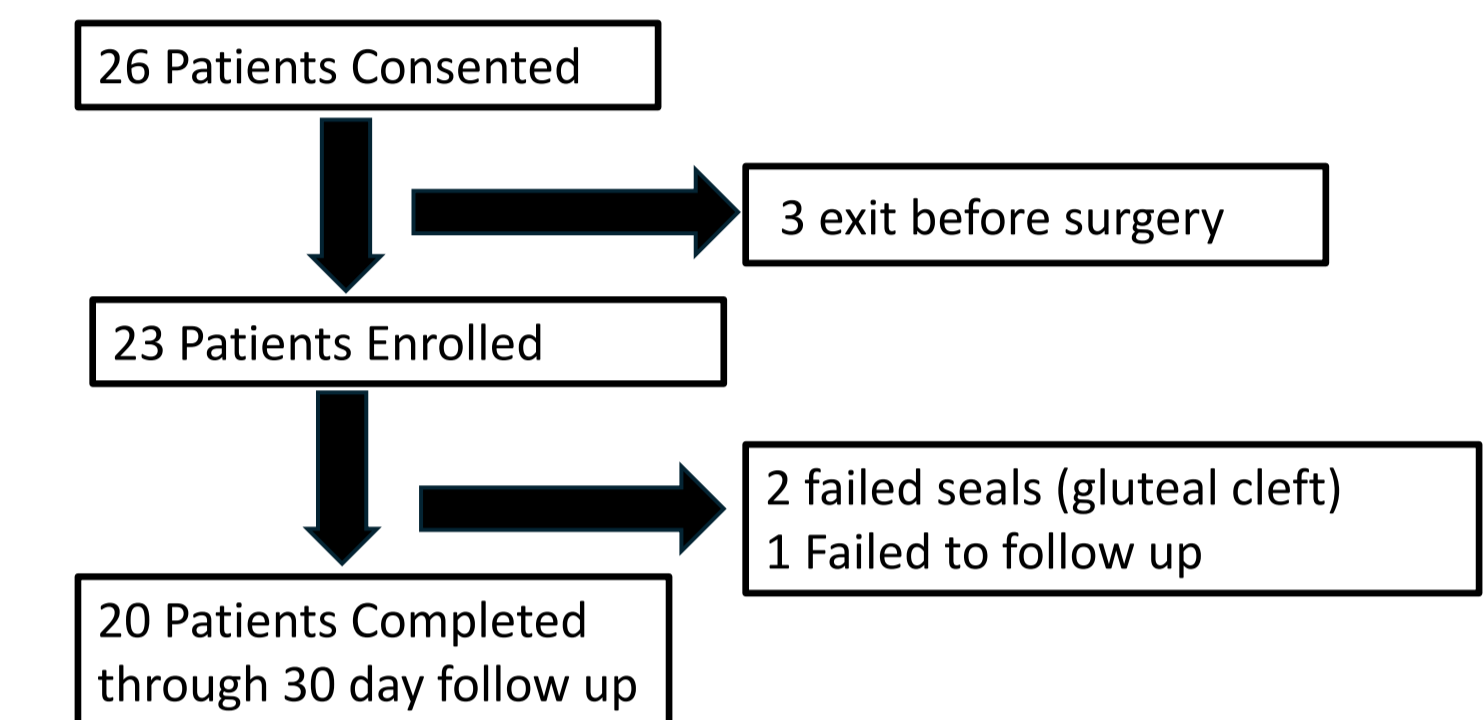 26 Patients Consented
3 exit before surgery
23 Patients Enrolled
2 failed seals (gluteal cleft)
1 Failed to follow up
20 Patients Completed
through 30 day follow up